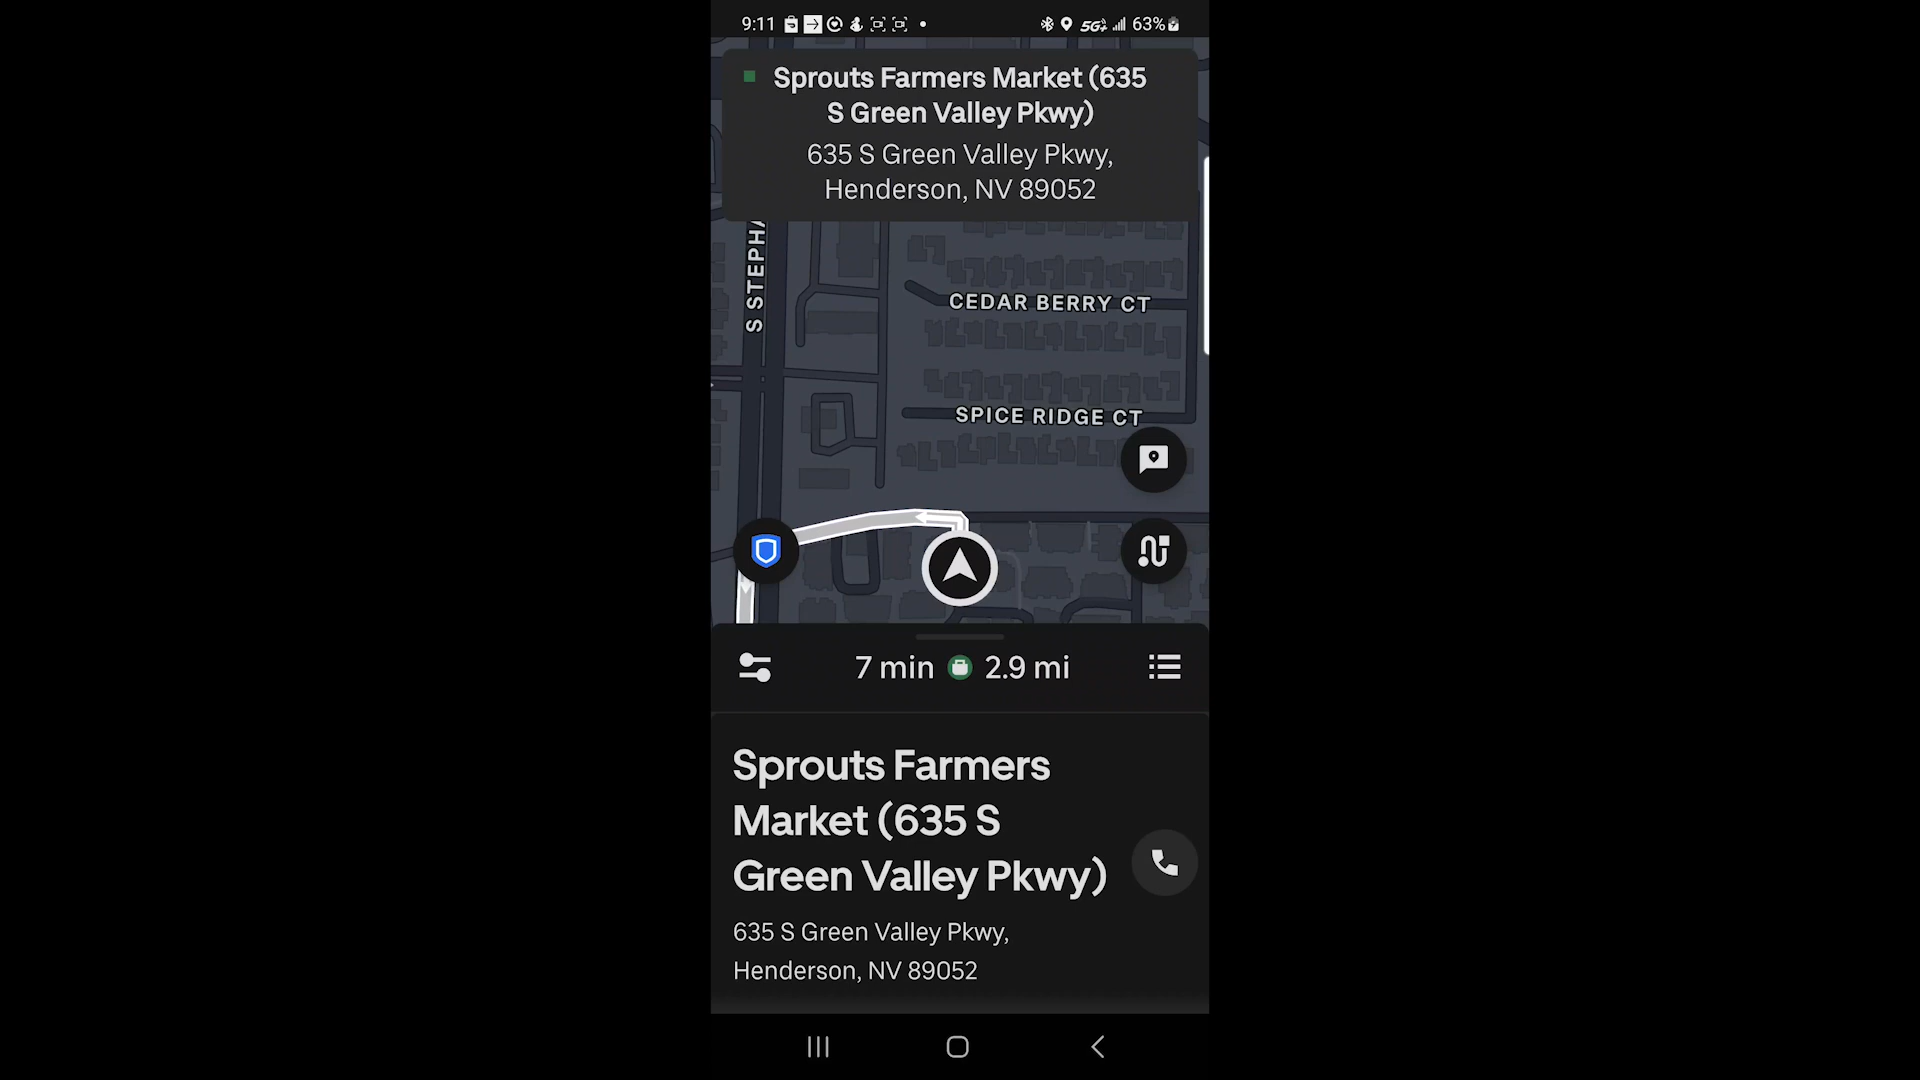 9:11
5G+ 63%
Sprouts Farmers Market (635
S Green Valley Pkwy)
635 S Green Valley Pkwy,
Henderson, NV 89052
S STEPHA
CEDAR BERRY CT
SPICE RIDGE CT
7 min 2.9 mi
Sprouts Farmers
Market (635 S
Green Valley Pkwy)
635 S Green Valley Pkwy,
Henderson, NV 89052